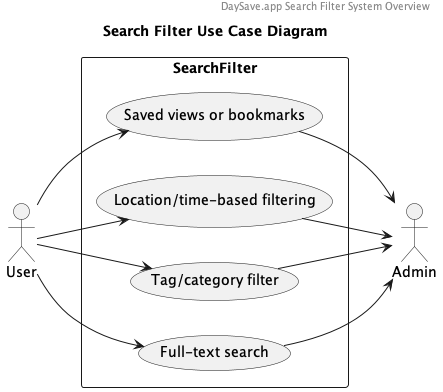 DaySave.app Search Filter System Overview
Search Filter Use Case Diagram
SearchFilter
Saved views or bookmarks
Location/time-based filtering
Tag/category filter
Full-text search
User
Admin